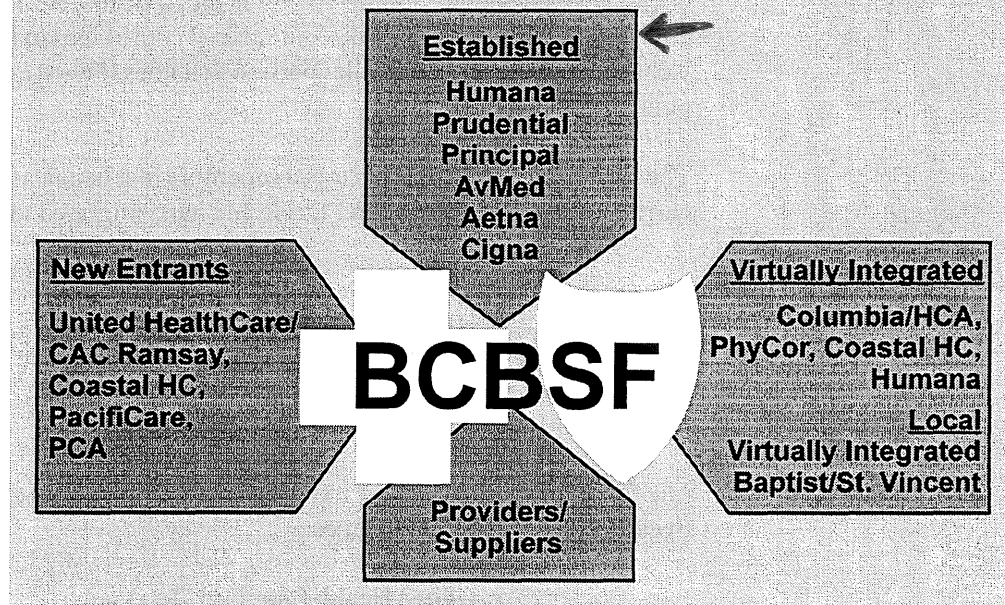 Established
Humana
Prudential
Principal
AvMed
Aetna
Cigna
New Entrants
United HealthCare/
CAC Ramsay,
Coastal HC,
PacifiCare,
PCA
BCBSF
Virtually Integrated
Columbia/HCA,
PhyCor, Coastal HC,
Humana
Local
Virtually Integrated
Baptist/St. Vincent
Providers/
Suppliers